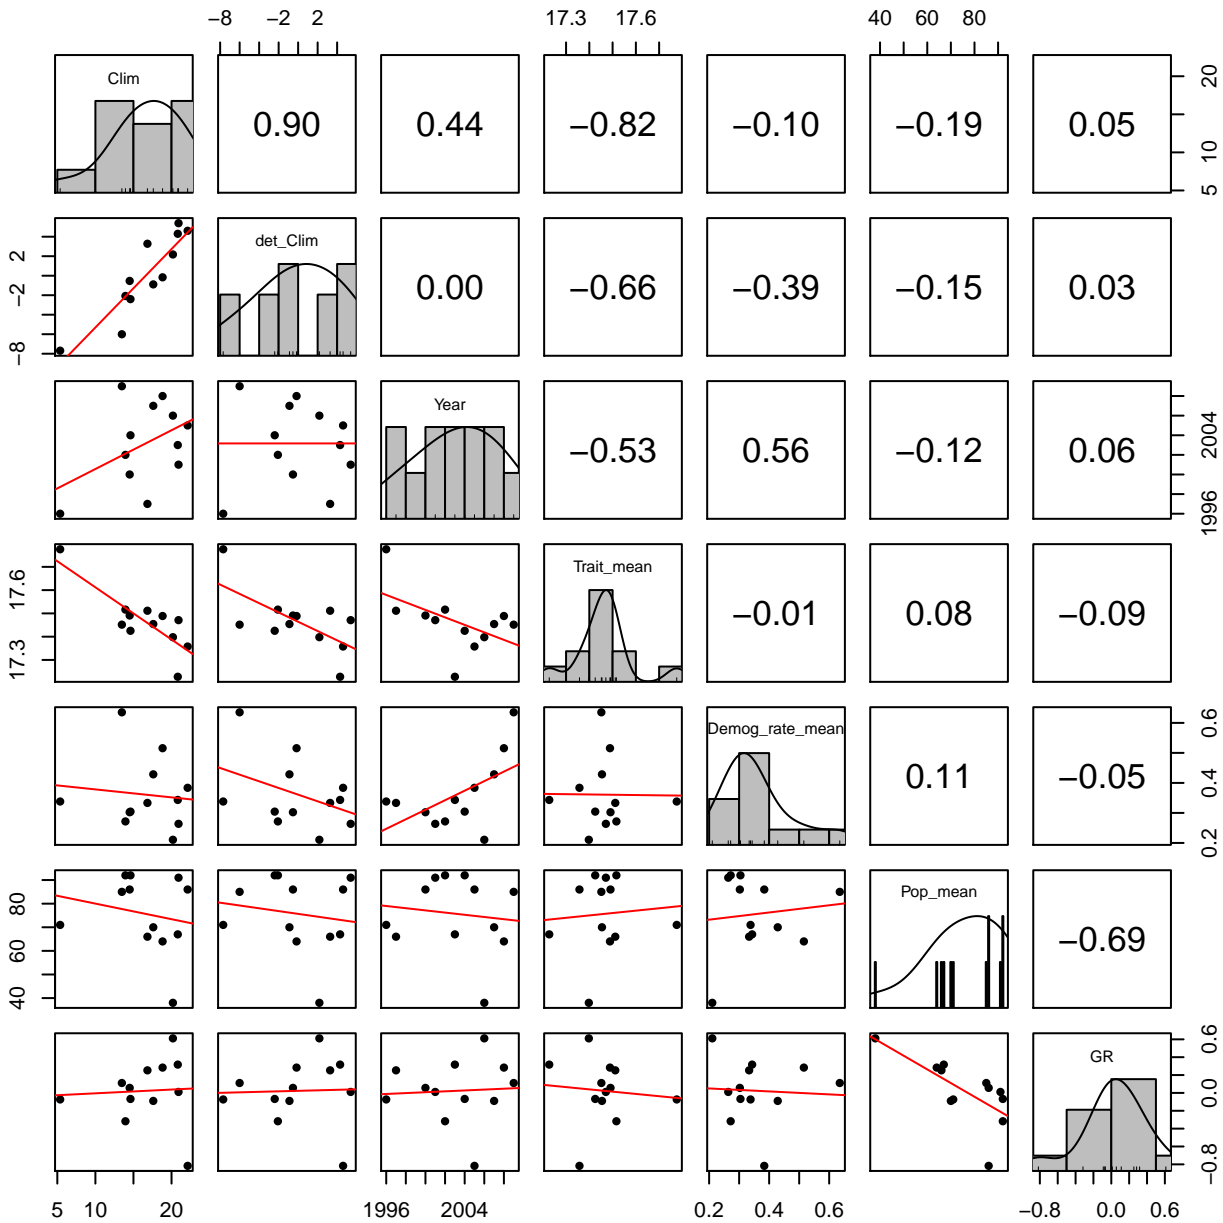 −8 −2 2 17.3 17.6 40 60 80
Clim 0.90 0.44 −0.82 −0.10 −0.19 0.05 5 10 20
−8 −2 2 det_Clim 0.00 −0.66 −0.39 −0.15 0.03
Year −0.53 0.56 −0.12 0.06 1996 2004
17.3 17.6 Trait_mean −0.01 0.08 −0.09
Demog_rate_mean 0.11 −0.05 0.2 0.4 0.6
40 60 80 Pop_mean −0.69
GR −0.8 0.0 0.6
5 10 20 1996 2004 0.2 0.4 0.6 −0.8 0.0 0.6